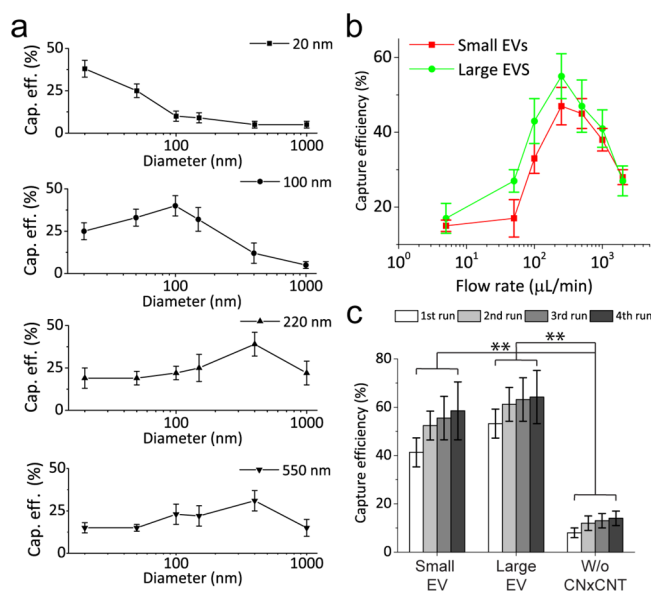 a
20 nm
Cap. eff. (%)
50
25
0
100
1000
Diameter (nm)
100 nm
Cap. eff. (%)
50
25
0
100
1000
Diameter (nm)
220 nm
Cap. eff. (%)
50
25
0
100
1000
Diameter (nm)
550 nm
Cap. eff. (%)
50
25
0
100
1000
Diameter (nm)
b
Small EVs
Large EVS
Capture efficiency (%)
60
40
20
10^0
10^1
10^2
10^3
Flow rate (μL/min)
c
1st run 2nd run 3rd run 4th run
**
**
Capture efficiency (%)
80
60
40
20
0
Small EV
Large EV
W/o CNxCNT